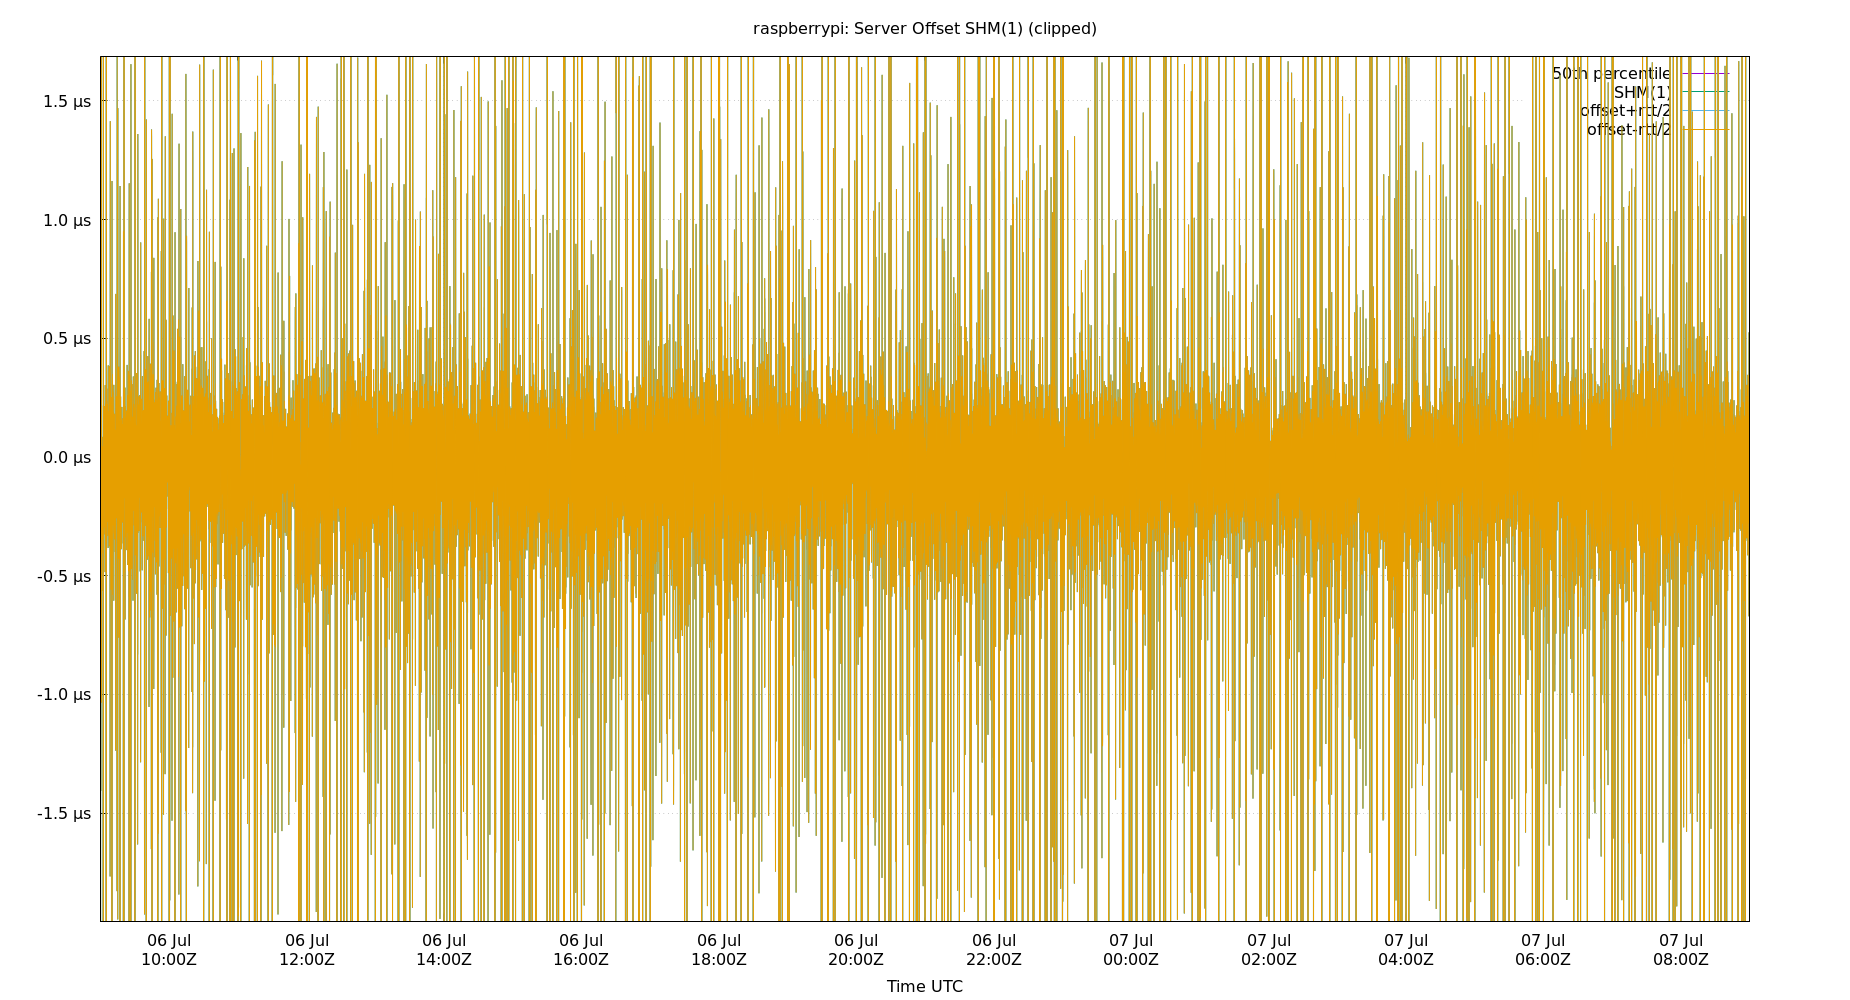 raspberrypi: Server Offset SHM(1) (clipped)
50th percentile
SHM(1)
offset+rtt/2
offset-rtt/2
1.5 µs
1.0 µs
0.5 µs
0.0 µs
-0.5 µs
-1.0 µs
-1.5 µs
06 Jul 06 Jul 06 Jul 06 Jul 06 Jul 06 Jul 06 Jul 07 Jul 07 Jul 07 Jul 07 Jul 07 Jul
10:00Z 12:00Z 14:00Z 16:00Z 18:00Z 20:00Z 22:00Z 00:00Z 02:00Z 04:00Z 06:00Z 08:00Z
Time UTC